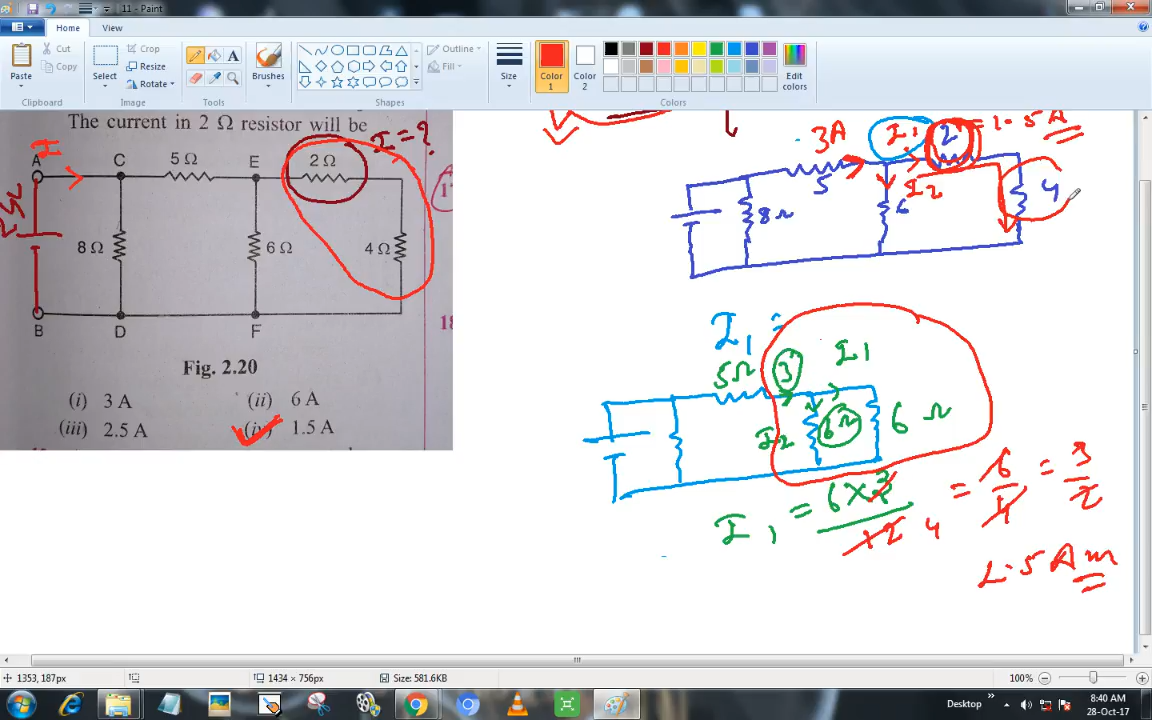 11 - Paint
Home
View
Paste
Cut
Copy
Clipboard
Select
Crop
Resize
Rotate
Image
Tools
Brushes
Shapes
Outline
Fill
Size
Color
1
Color
2
Edit
colors
Colors
The current in 2 Ω resistor will be
I = ?
I
A
C
5 Ω
E
2 Ω
8 Ω
6 Ω
4 Ω
B
D
F
Fig. 2.20
(i) 3 A
(ii) 6 A
(iii) 2.5 A
(iv) 1.5 A
18
3A
I1
2
= 1.5 A
5
I2
8Ω
6
4
I1 =
5Ω
3
I1
I2
6Ω
6 Ω
I1 = 6×3
12 4
= 6/4 = 3/2
1.5 Am
1353, 187px
1434 × 756px
Size: 581.6KB
100%
Desktop
8:40 AM
28-Oct-17